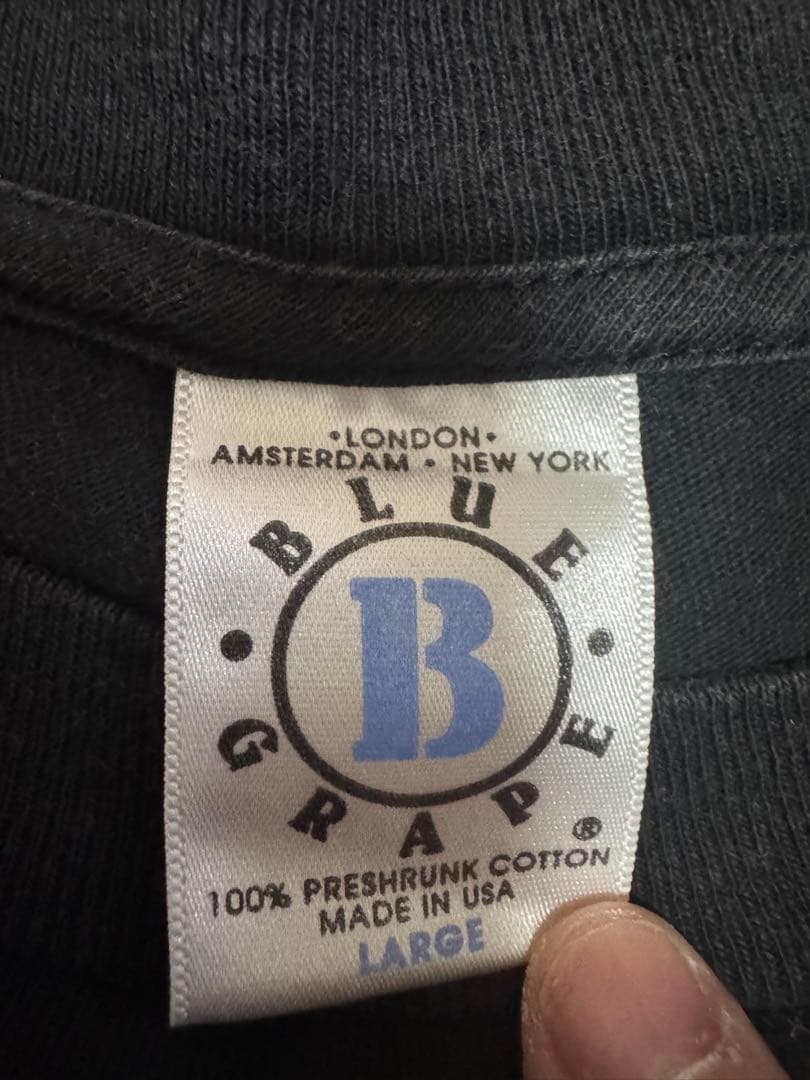 •LONDON•
AMSTERDAM • NEW YORK
• BLUE •
B
GRAPE
®
100% PRESHRUNK COTTON
MADE IN USA
LARGE